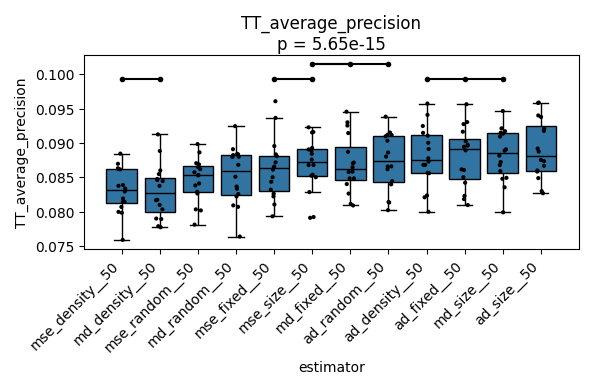 TT_average_precision
p = 5.65e-15
TT_average_precision
0.100
0.095
0.090
0.085
0.080
0.075
mse_density__50
md_density__50
mse_random__50
md_random__50
mse_fixed__50
mse_size__50
md_fixed__50
ad_random__50
ad_density__50
ad_fixed__50
md_size__50
ad_size__50
estimator